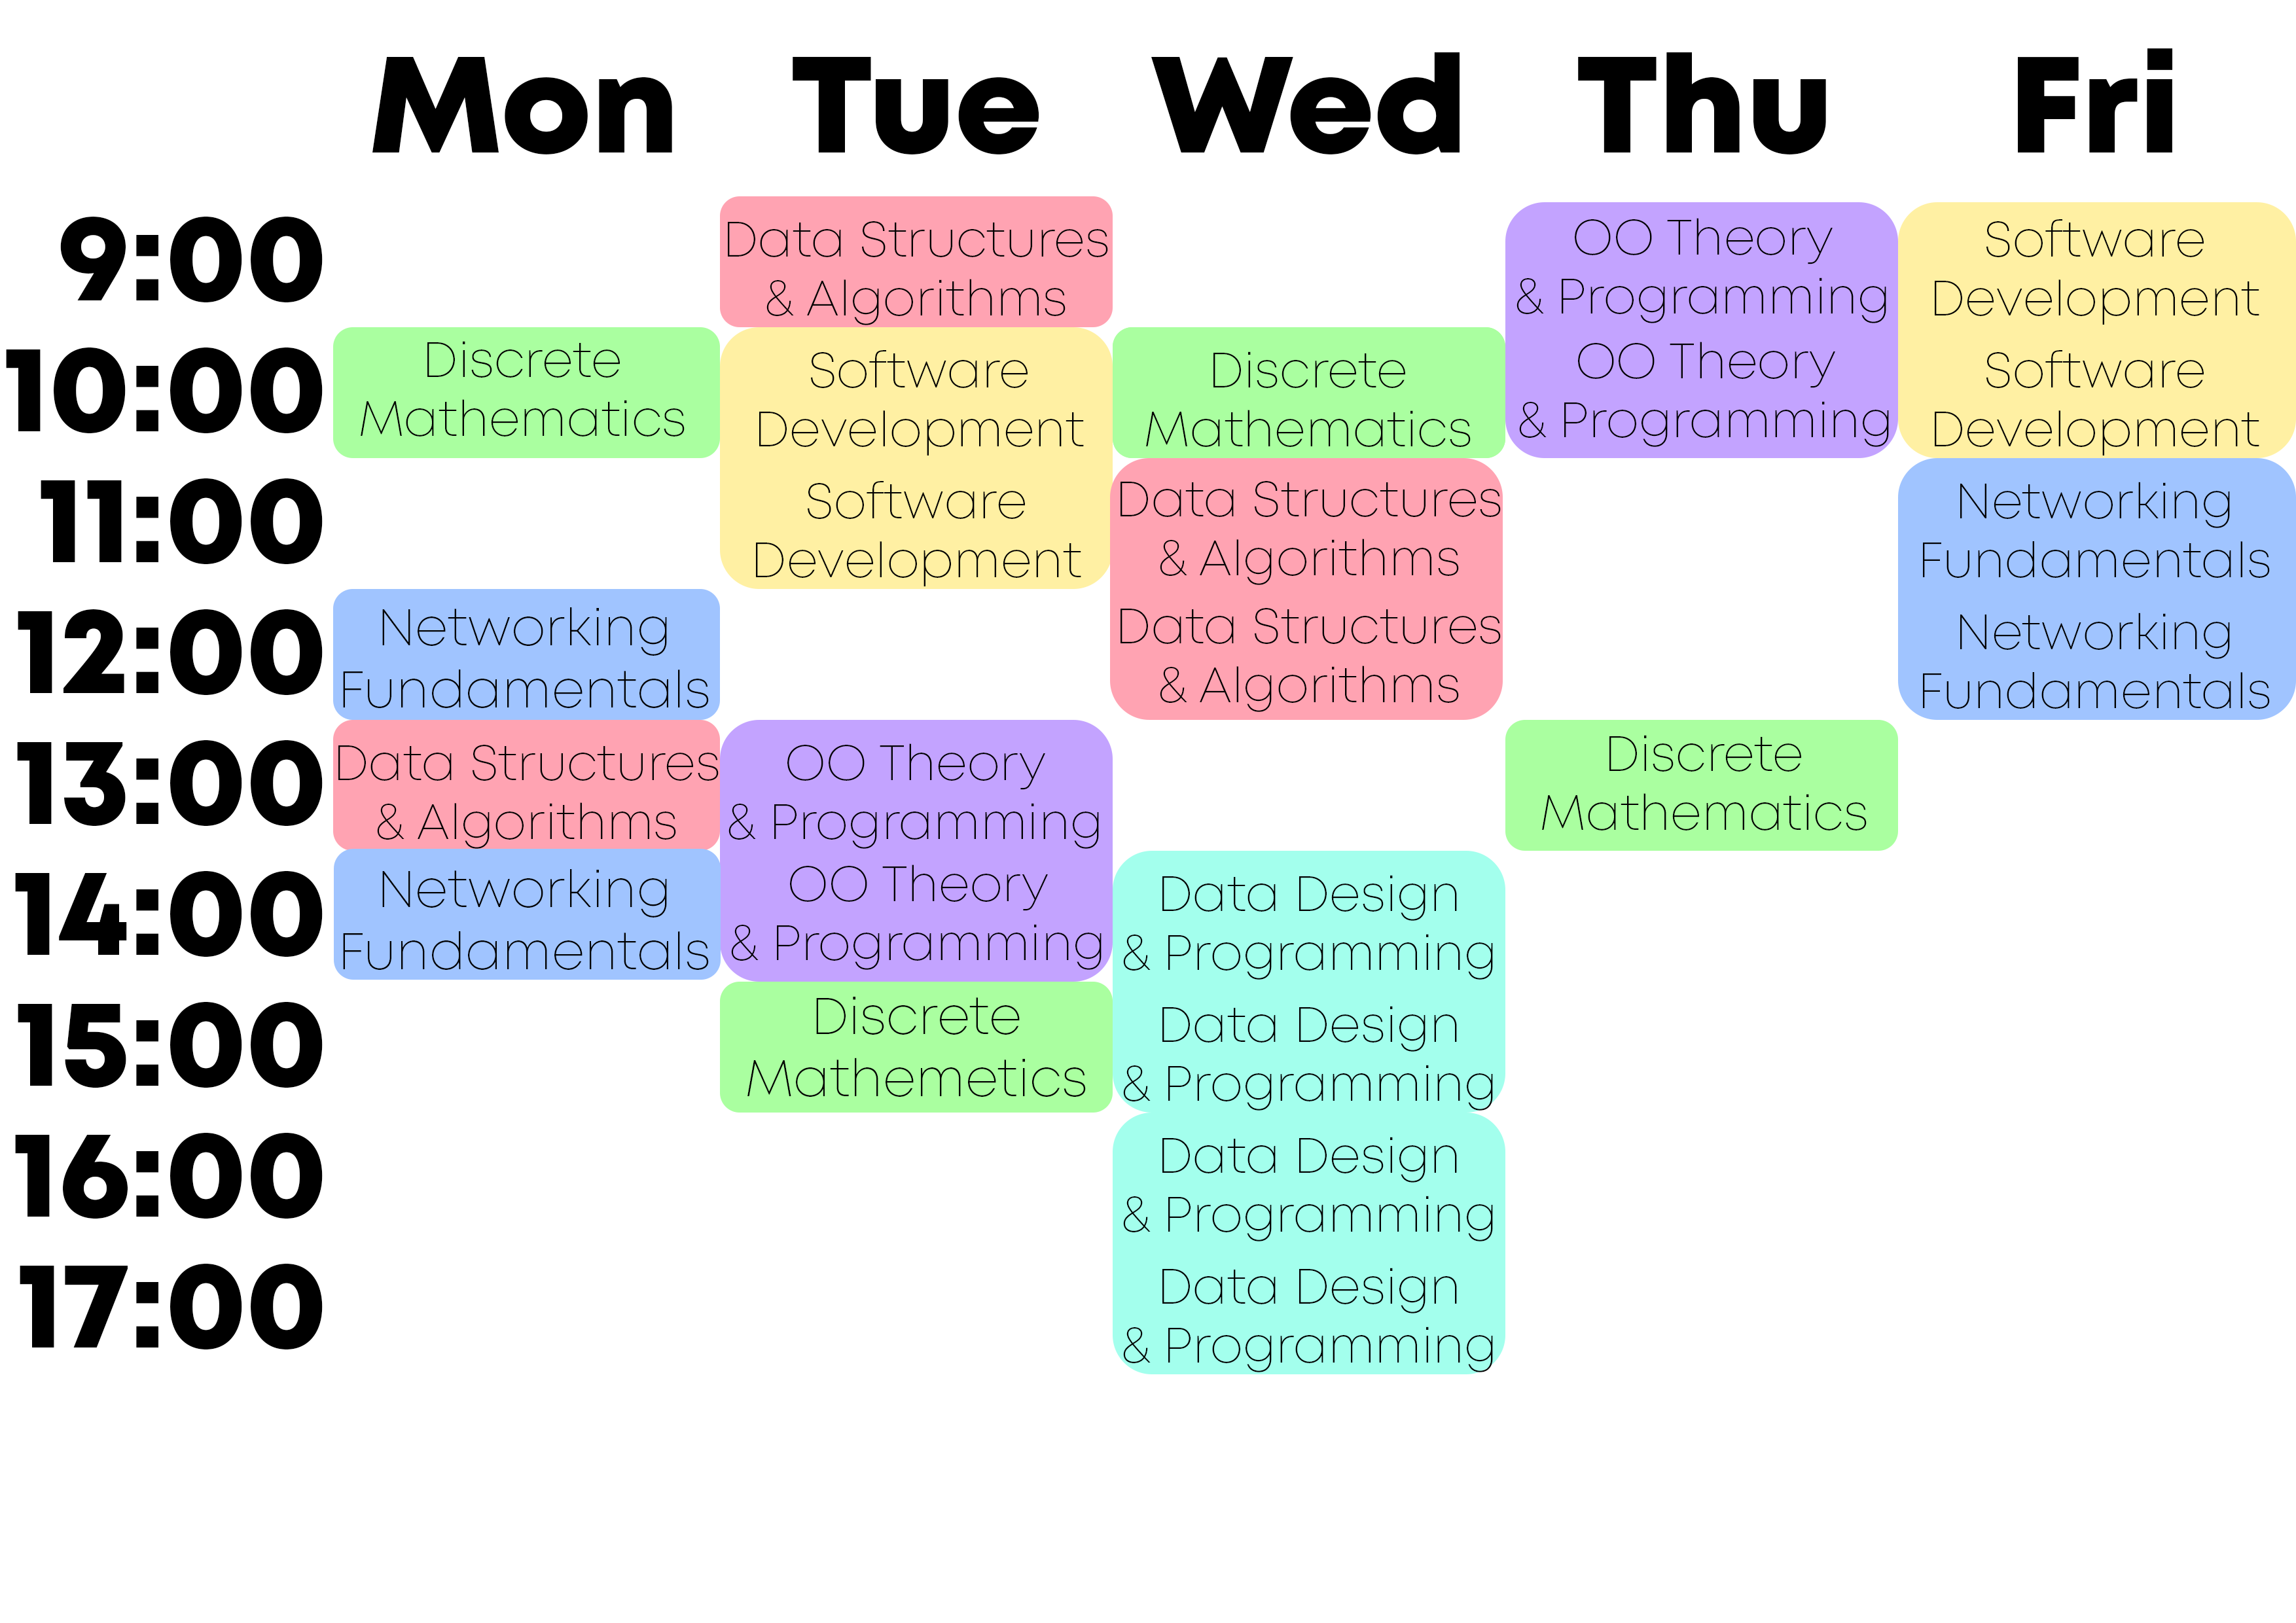 Mon Tue Wed Thu Fri
9:00
Data Structures
& Algorithms
OO Theory
& Programming
Software
Development
10:00
Discrete
Mathematics
Software
Development
Discrete
Mathematics
OO Theory
& Programming
Software
Development
11:00
Software
Development
Data Structures
& Algorithms
Networking
Fundamentals
12:00
Networking
Fundamentals
Data Structures
& Algorithms
Networking
Fundamentals
13:00
Data Structures
& Algorithms
OO Theory
& Programming
Discrete
Mathematics
14:00
Networking
Fundamentals
OO Theory
& Programming
Data Design
& Programming
15:00
Discrete
Mathemetics
Data Design
& Programming
16:00
Data Design
& Programming
17:00
Data Design
& Programming